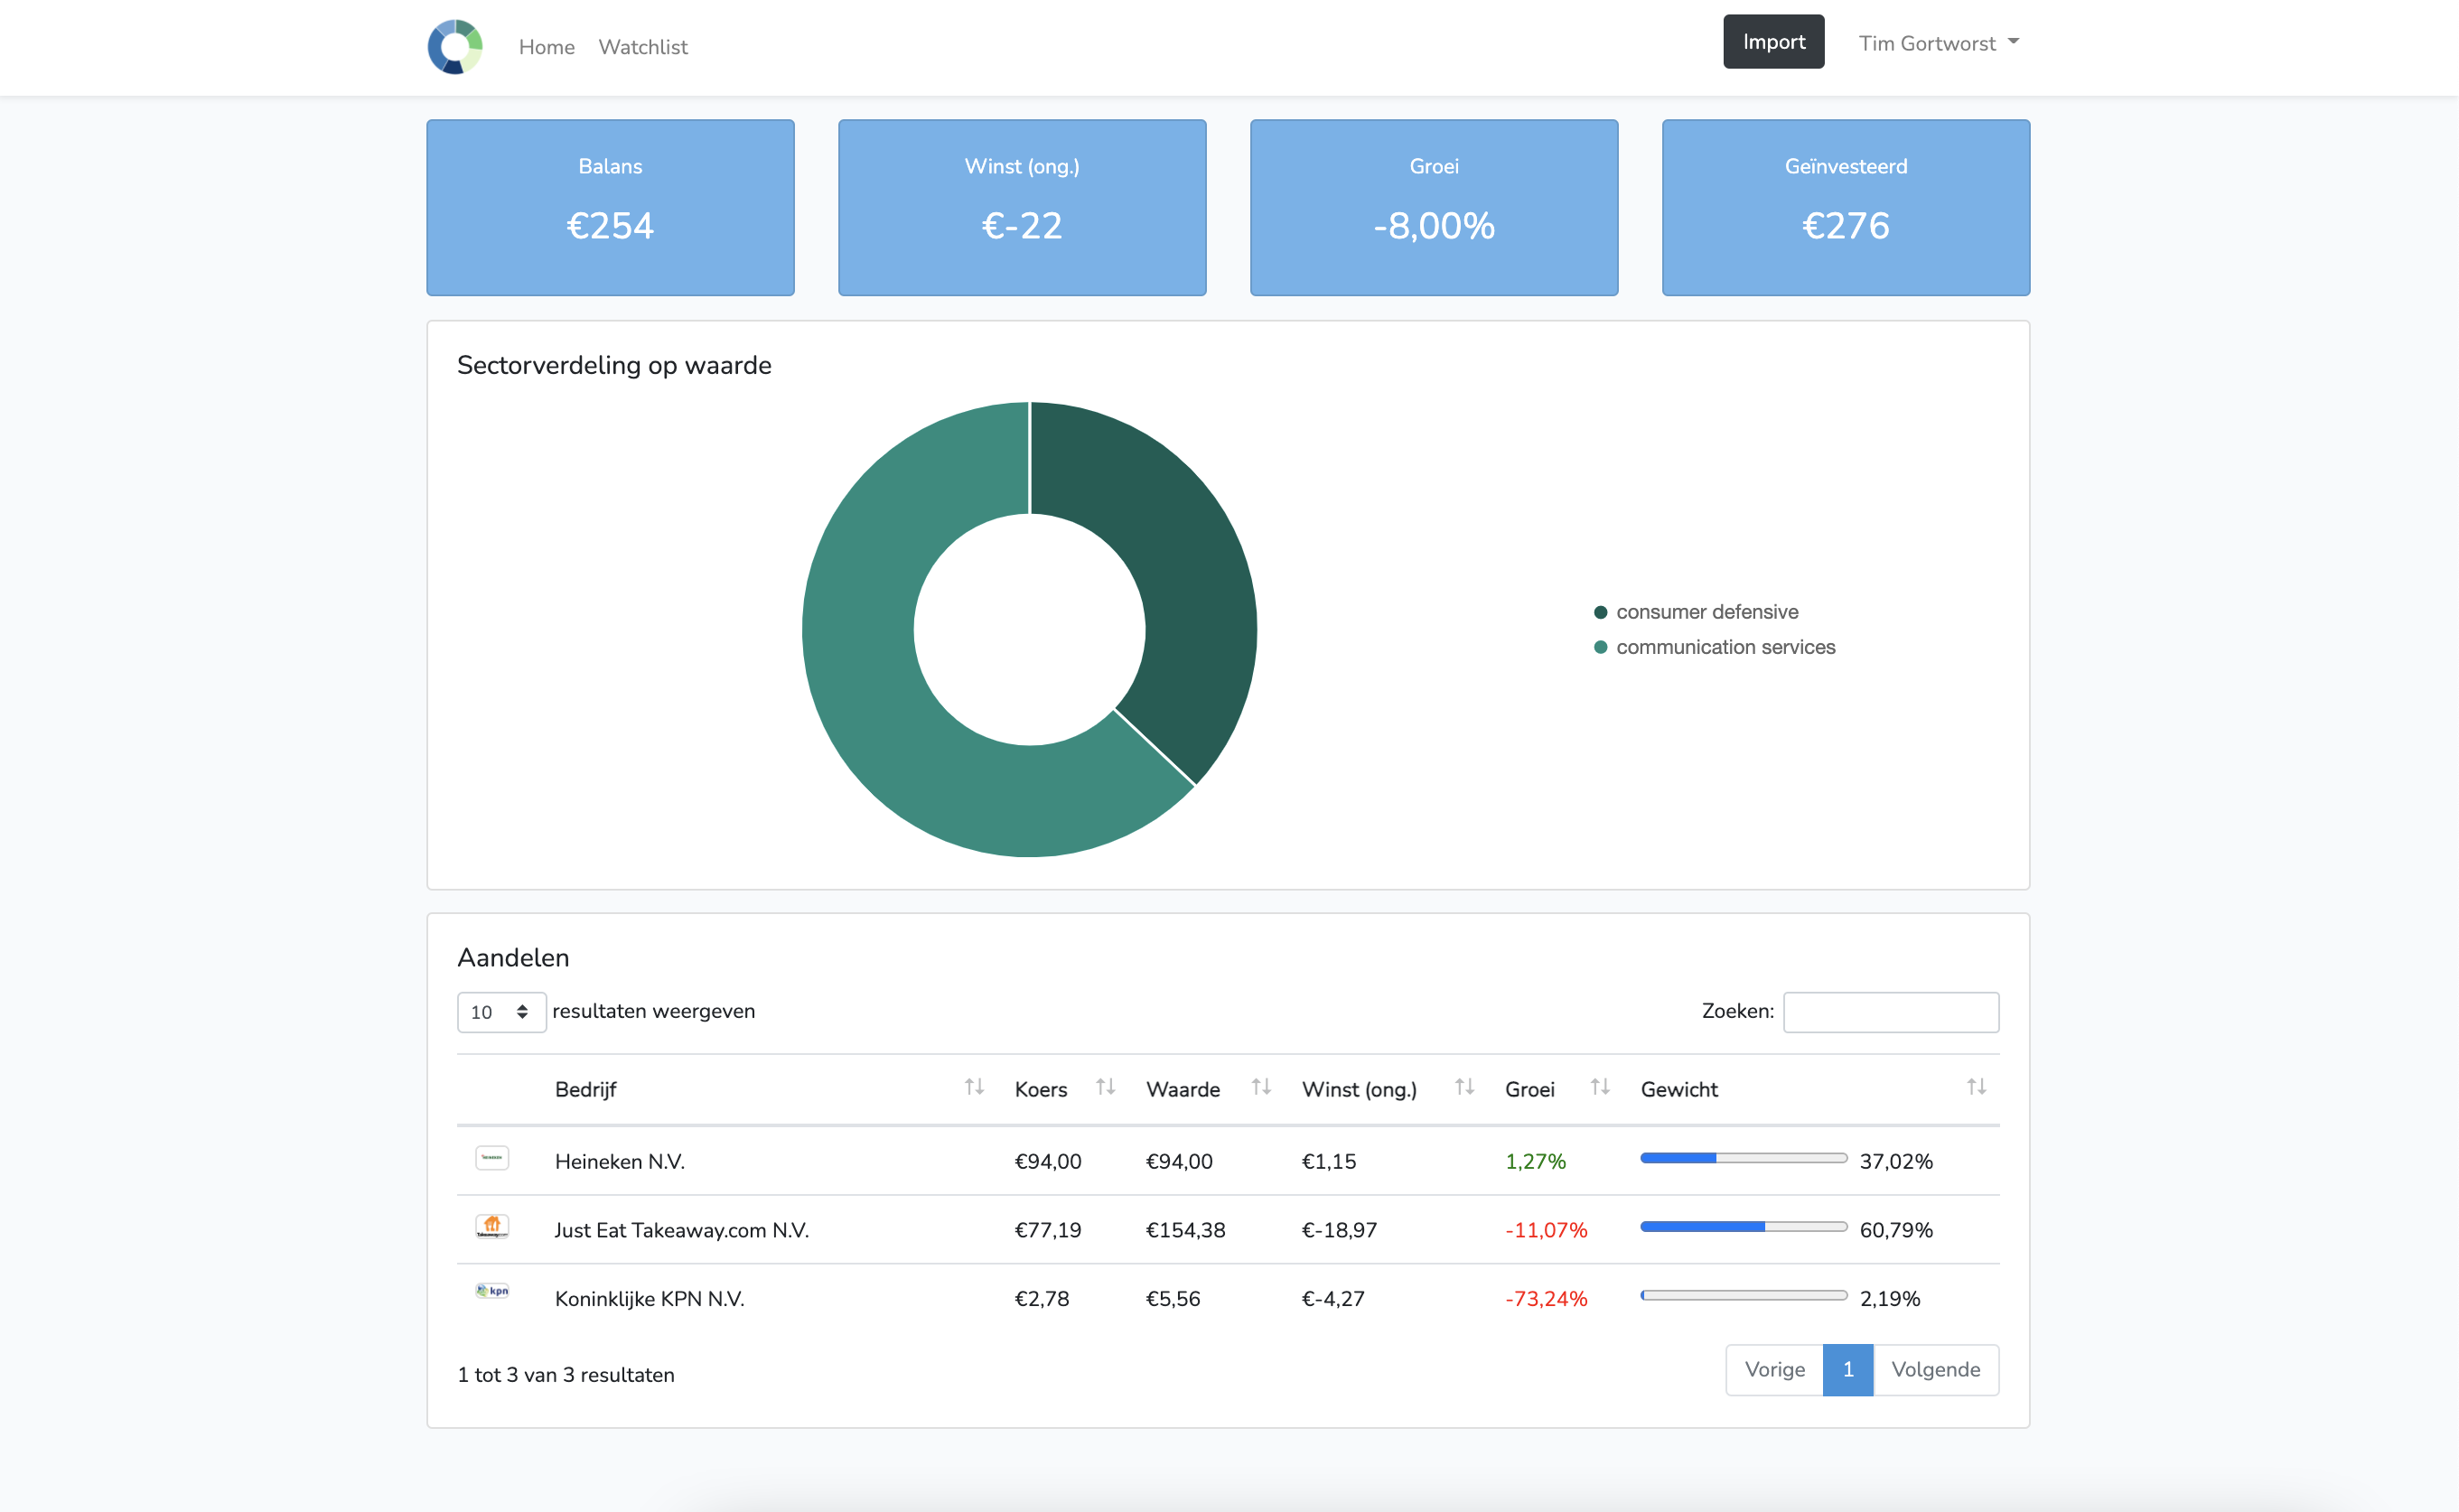 Home Watchlist Import Tim Gortworst
Balans Winst (ong.) Groei Geïnvesteerd
€254 €-22 -8,00% €276
Sectorverdeling op waarde
consumer defensive
communication services
Aandelen
10 resultaten weergeven Zoeken:
Bedrijf Koers Waarde Winst (ong.) Groei Gewicht
Heineken N.V. €94,00 €94,00 €1,15 1,27% 37,02%
Just Eat Takeaway.com N.V. €77,19 €154,38 €-18,97 -11,07% 60,79%
kpn Koninklijke KPN N.V. €2,78 €5,56 €-4,27 -73,24% 2,19%
1 tot 3 van 3 resultaten Vorige 1 Volgende